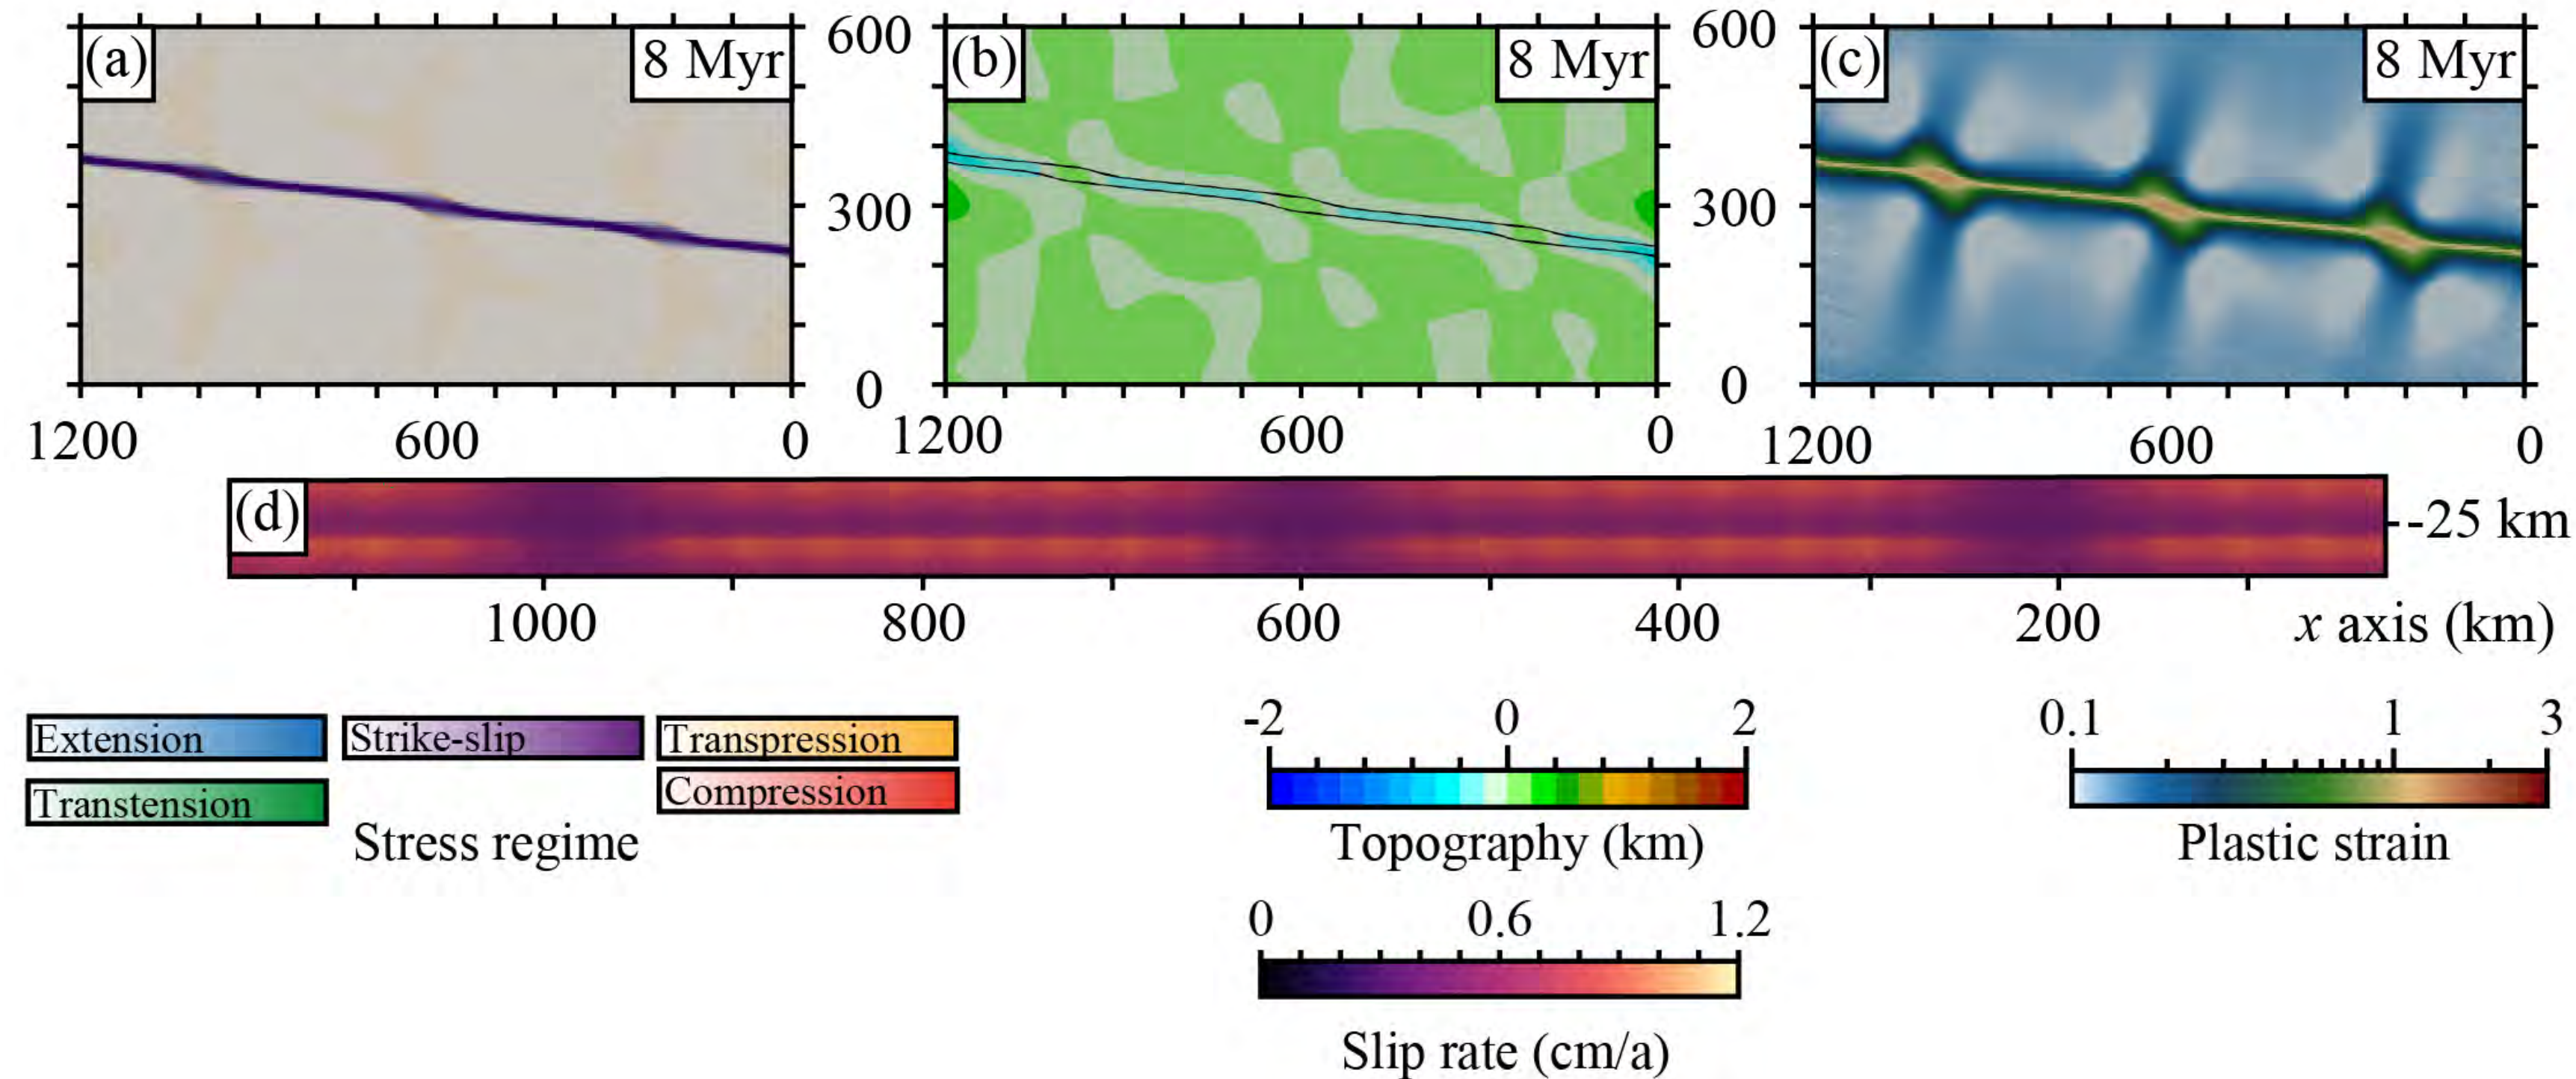 (a) 8 Myr 600 (b) 8 Myr 600 (c) 8 Myr
300 300
0 0
1200 600 0 1200 600 0 1200 600 0
(d) -25 km
1000 800 600 400 200 x axis (km)
Extension Strike-slip Transpression
Transtension Compression
Stress regime
-2 0 2
Topography (km)
0.1 1 3
Plastic strain
0 0.6 1.2
Slip rate (cm/a)